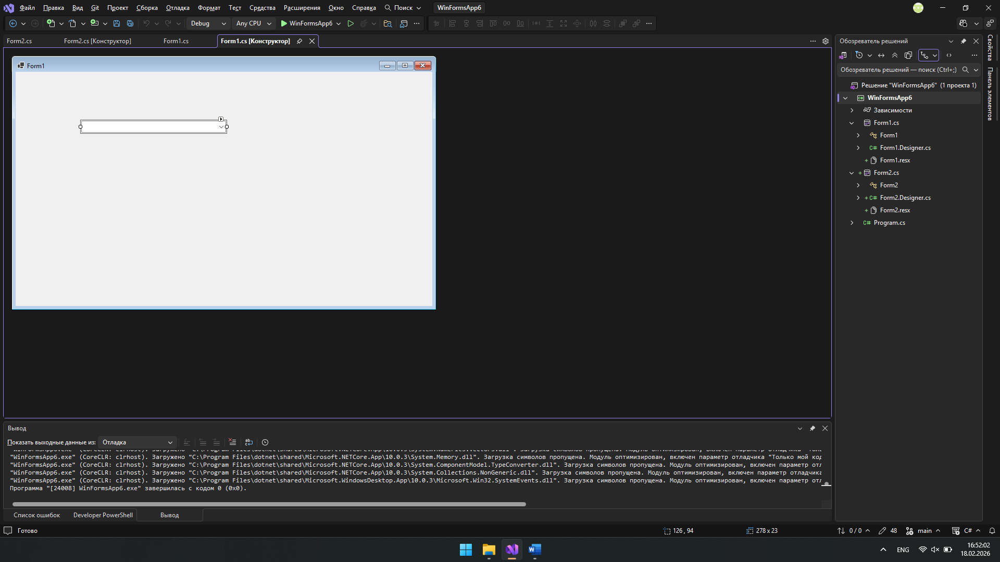 Файл Правка Вид Git Проект Сборка Отладка Формат Тест Средства Расширения Окно Справка Поиск WinFormsApp6
Debug Any CPU WinFormsApp6
Form2.cs Form2.cs [Конструктор] Form1.cs Form1.cs [Конструктор]
Form1
Обозреватель решений
Обозреватель решений — поиск (Ctrl+;)
Решение "WinFormsApp6" (1 проекта 1)
WinFormsApp6
Зависимости
Form1.cs
Form1
C# Form1.Designer.cs
+ Form1.resx
+ Form2.cs
Form2
+ C# Form2.Designer.cs
+ Form2.resx
C# Program.cs
Свойства
Панель элементов
Вывод
Показать выходные данные из: Отладка
"WinFormsApp6.exe" (CoreCLR: clrhost). Загружено "C:\Program Files\dotnet\shared\Microsoft.NETCore.App\10.0.3\System.Memory.dll". Загрузка символов пропущена. Модуль оптимизирован, включен параметр отладчика "Только мой код
"WinFormsApp6.exe" (CoreCLR: clrhost). Загружено "C:\Program Files\dotnet\shared\Microsoft.NETCore.App\10.0.3\System.ComponentModel.TypeConverter.dll". Загрузка символов пропущена. Модуль оптимизирован, включен параметр отл
"WinFormsApp6.exe" (CoreCLR: clrhost). Загружено "C:\Program Files\dotnet\shared\Microsoft.NETCore.App\10.0.3\System.Collections.NonGeneric.dll". Загрузка символов пропущена. Модуль оптимизирован, включен параметр отладчика
"WinFormsApp6.exe" (CoreCLR: clrhost). Загружено "C:\Program Files\dotnet\shared\Microsoft.WindowsDesktop.App\10.0.3\Microsoft.Win32.SystemEvents.dll". Загрузка символов пропущена. Модуль оптимизирован, включен параметр отл
Программа "[24008] WinFormsApp6.exe" завершилась с кодом 0 (0x0).
Список ошибок Developer PowerShell Вывод
Готово 126 , 94 278 x 23 0 / 0 48 main C#
ENG 16:52:02
18.02.2026